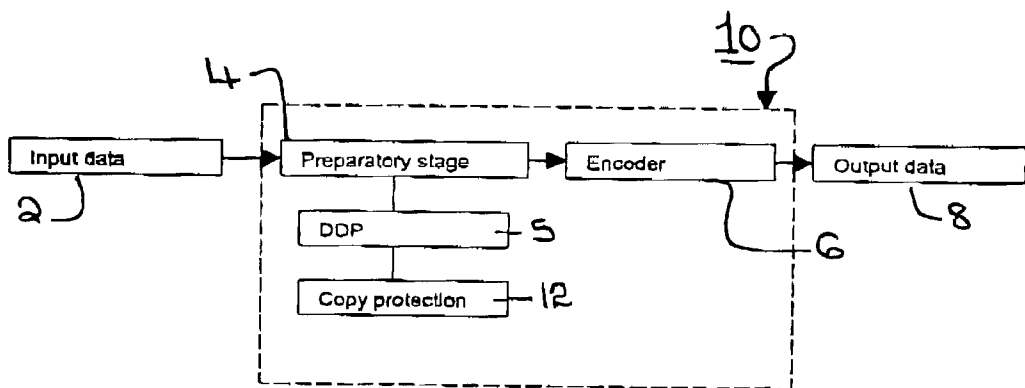 10
4
Input data
Preparatory stage
Encoder
Output data
2
DDP
5
6
8
Copy protection
12